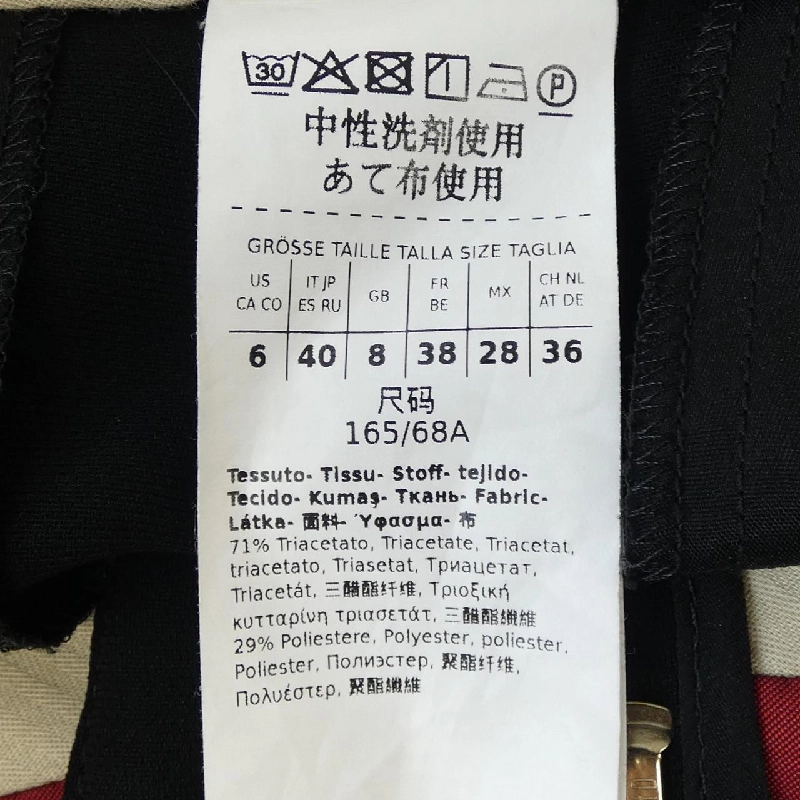 30 P
中性洗剤使用
あて布使用
GRÖSSE TAILLE TALLA SIZE TAGLIA
US CA CO IT JP ES RU GB FR BE MX CH NL AT DE
6 40 8 38 28 36
尺码
165/68A
Tessuto- Tissu- Stoff- tejido-
Tecido- Kumaş- Ткань- Fabric-
Látka- 面料- Ύφασμα- 布
71% Triacetato, Triacetate, Triacetat,
triacetato, Triasetat, Триацетат,
Triacetát, 三醋酯纤维, Τριοξική
κυτταρίνη τριασετάτ, 三醋酯纖維
29% Poliestere, Polyester, poliester,
Poliester, Полиэстер, 聚酯纤维,
Πολυέστερ, 聚酯纖維